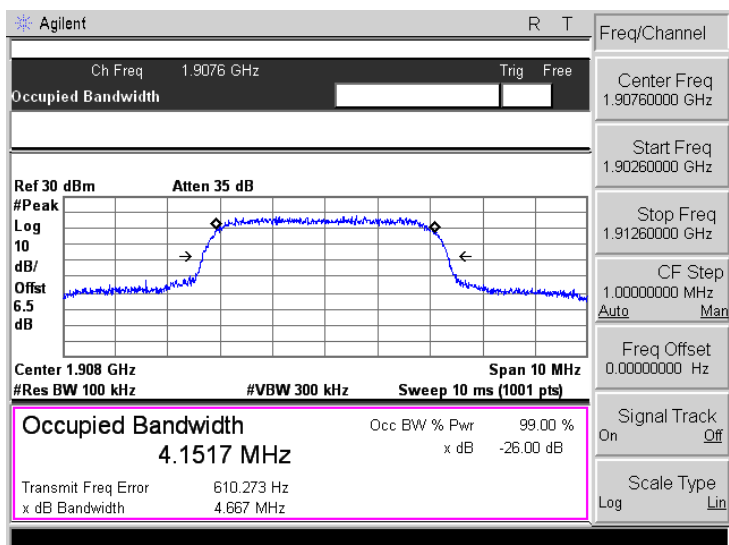 Agilent R T
Ch Freq 1.9076 GHz Trig Free
Occupied Bandwidth
Ref 30 dBm Atten 35 dB
#Peak
Log
10
dB/
Offst
6.5
dB
Center 1.908 GHz Span 10 MHz
#Res BW 100 kHz #VBW 300 kHz Sweep 10 ms (1001 pts)
Occupied Bandwidth Occ BW % Pwr 99.00 %
4.1517 MHz x dB -26.00 dB
Transmit Freq Error 610.273 Hz
x dB Bandwidth 4.667 MHz
Freq/Channel
Center Freq
1.90760000 GHz
Start Freq
1.90260000 GHz
Stop Freq
1.91260000 GHz
CF Step
1.00000000 MHz
Auto Man
Freq Offset
0.00000000 Hz
Signal Track
On Off
Scale Type
Log Lin